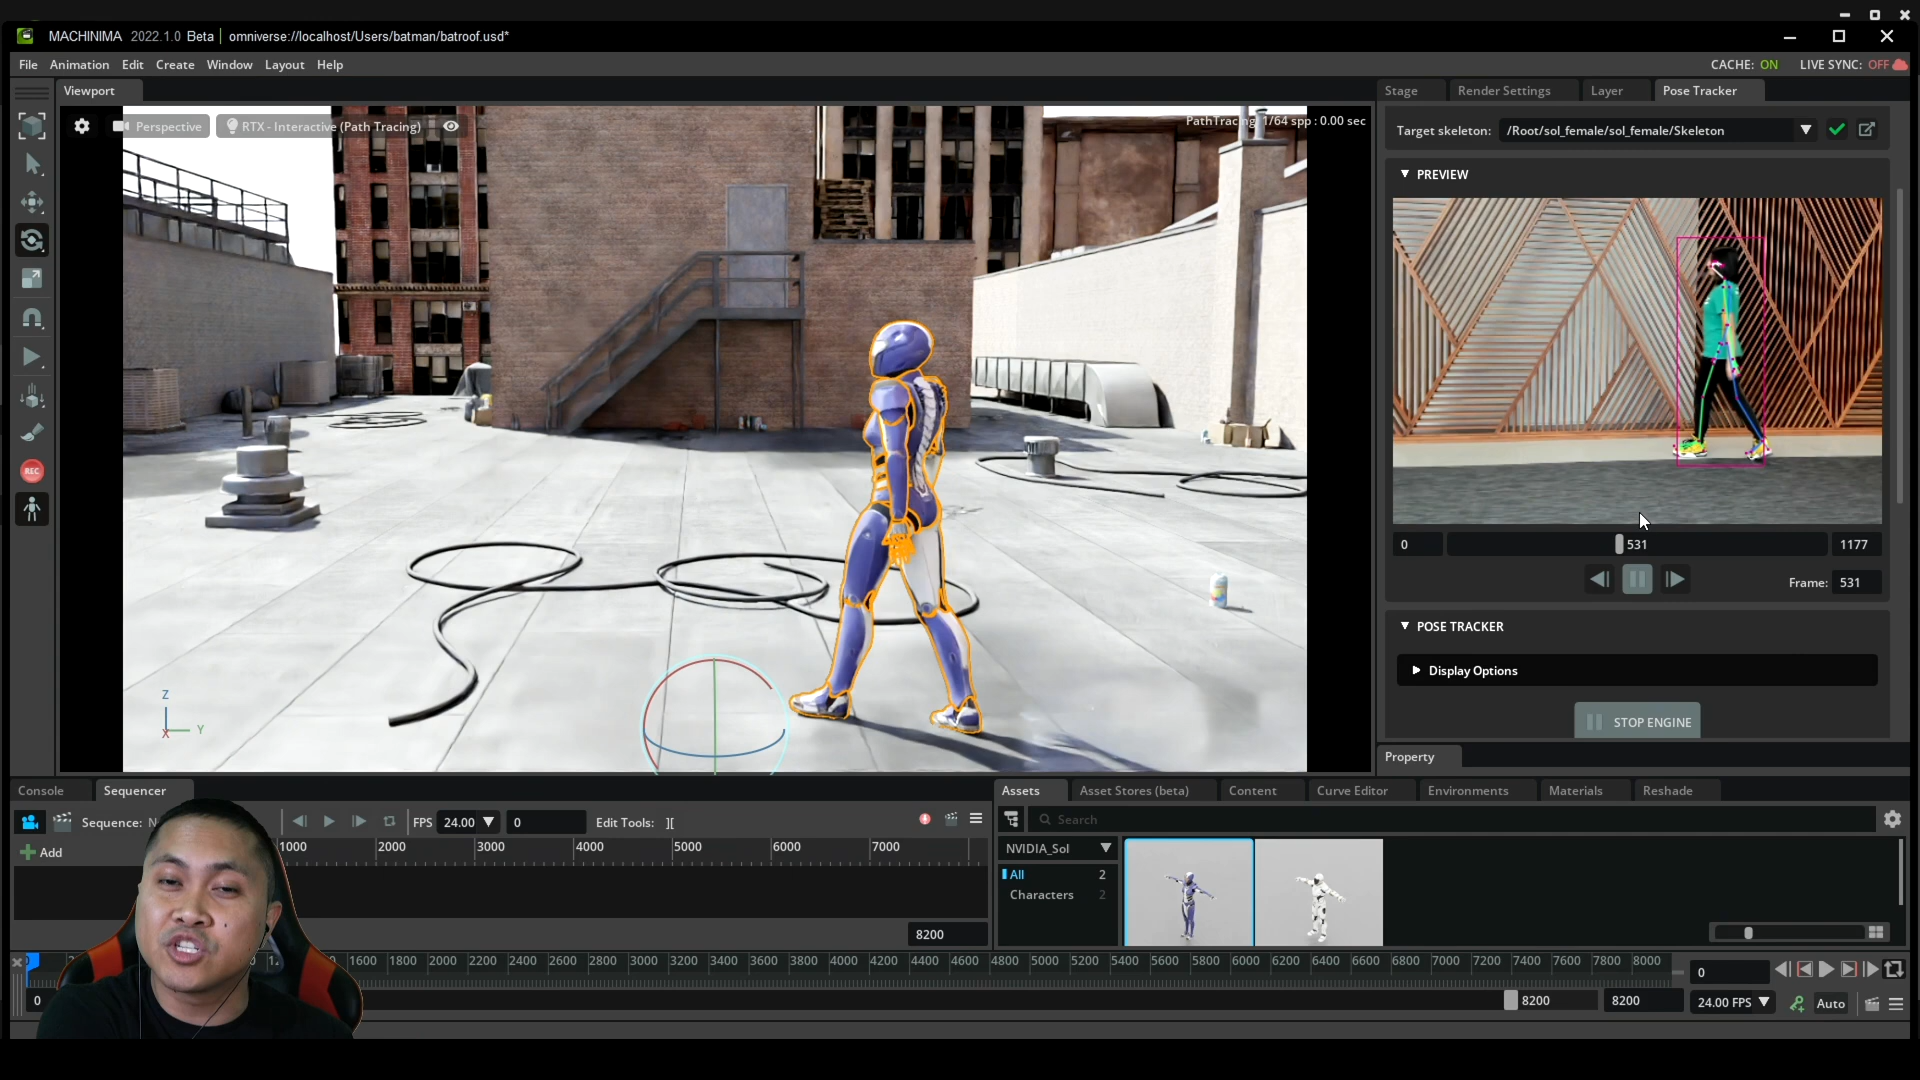 MACHINIMA 2022.1.0 Beta | omniverse://localhost/Users/batman/batroof.usd*
File Animation Edit Create Window Layout Help
CACHE: ON LIVE SYNC: OFF
Viewport
Stage Render Settings Layer Pose Tracker
Perspective RTX - Interactive (Path Tracing)
PathTracing 1/64 spp : 0.00 sec
Target skeleton: /Root/sol_female/sol_female/Skeleton
PREVIEW
0 531 1177
Frame: 531
POSE TRACKER
Display Options
STOP ENGINE
Z
X Y
REC
Property
Console Sequencer
Assets Asset Stores (beta) Content Curve Editor Environments Materials Reshade
Sequence: FPS 24.00 0 Edit Tools: ][
Search
1000 2000 3000 4000 5000 6000 7000
Add
NVIDIA_Sol
All 2
Characters 2
8200
1600 1800 2000 2200 2400 2600 2800 3000 3200 3400 3600 3800 4000 4200 4400 4600 4800 5000 5200 5400 5600 5800 6000 6200 6400 6600 6800 7000 7200 7400 7600 7800 8000
0
0 8200 8200 24.00 FPS Auto